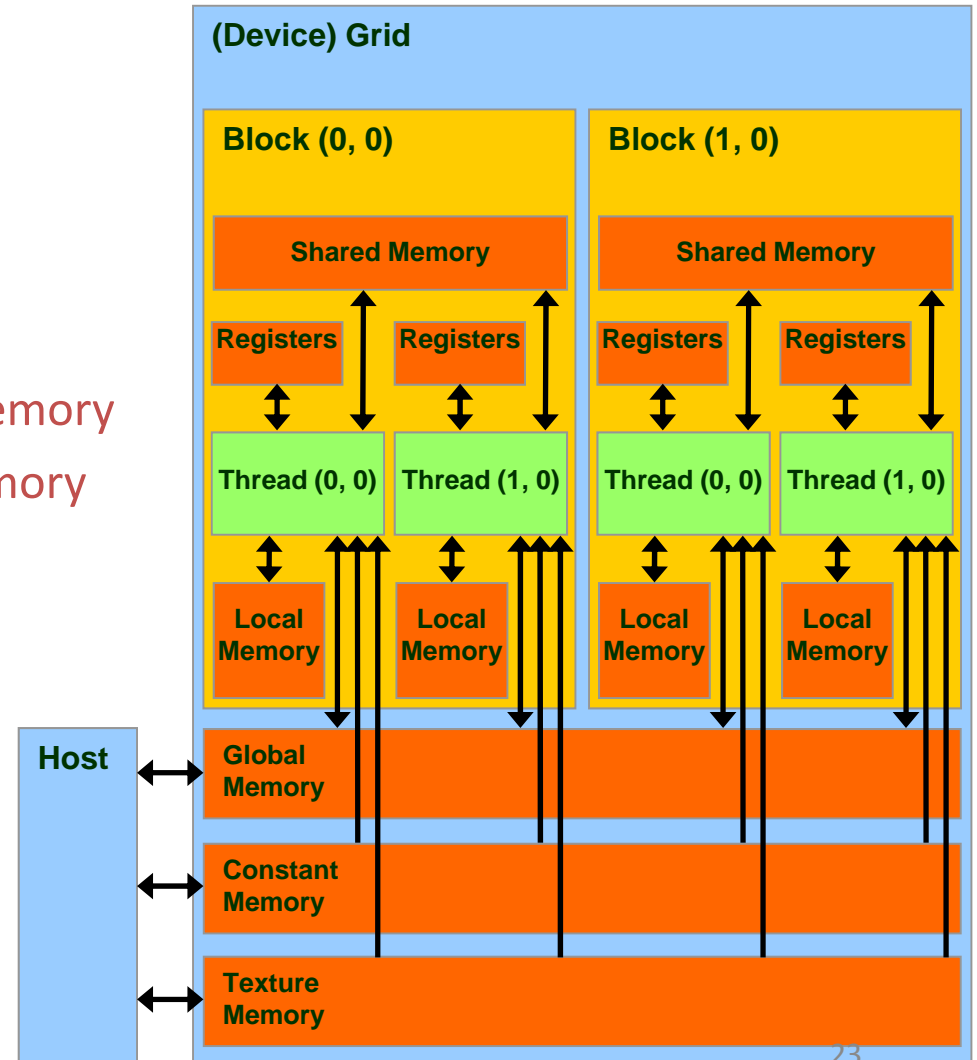 (Device) Grid
Block (0, 0)
Block (1, 0)
Shared Memory
Shared Memory
Registers
Registers
Registers
Registers
emory
mory
Thread (0, 0)
Thread (1, 0)
Thread (0, 0)
Thread (1, 0)
Local
Memory
Local
Memory
Local
Memory
Local
Memory
Host
Global
Memory
Constant
Memory
Texture
Memory
23